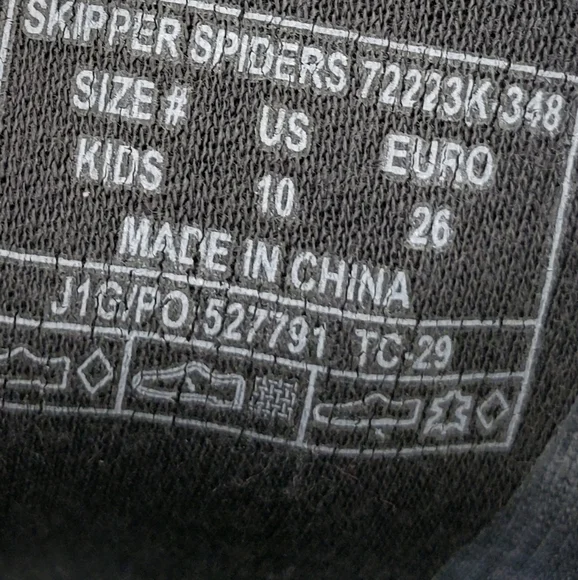 SKIPPER SPIDERS 72223K 348
SIZE # US EURO
KIDS 10 26
MADE IN CHINA
J1G/PO 527791 TC-29